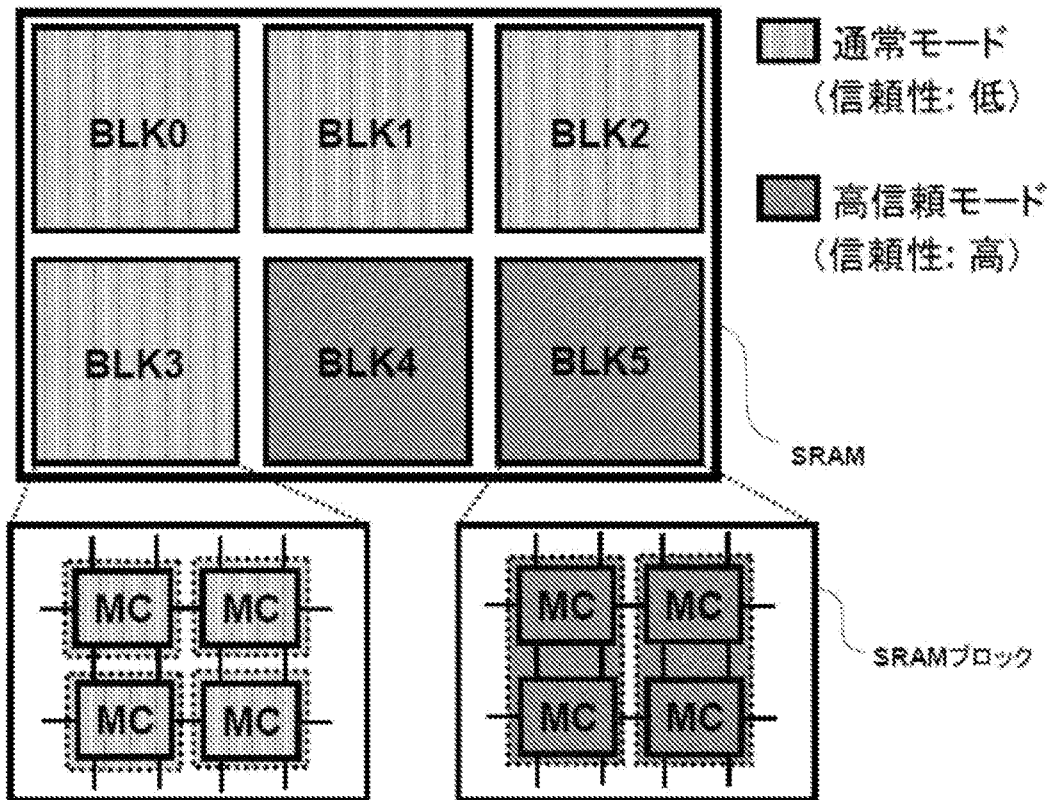 BLK0 BLK1 BLK2
通常モード
(信頼性: 低)
高信頼モード
(信頼性: 高)
BLK3 BLK4 BLK5
SRAM
MC MC
MC MC
MC MC
MC MC
SRAMブロック